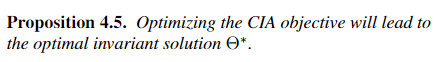 Proposition 4.5. Optimizing the CIA objective will lead to
the optimal invariant solution Θ*.